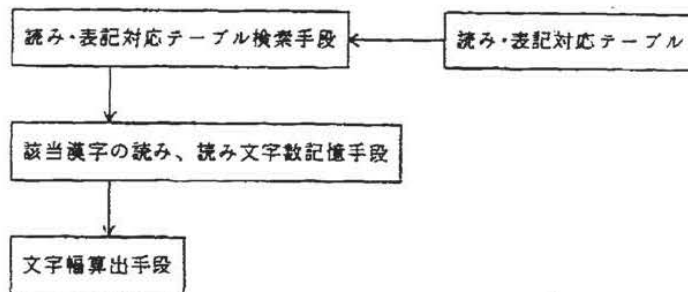 読み・表記対応テーブル検索手段
読み・表記対応テーブル
該当漢字の読み、読み文字数記憶手段
文字幅算出手段